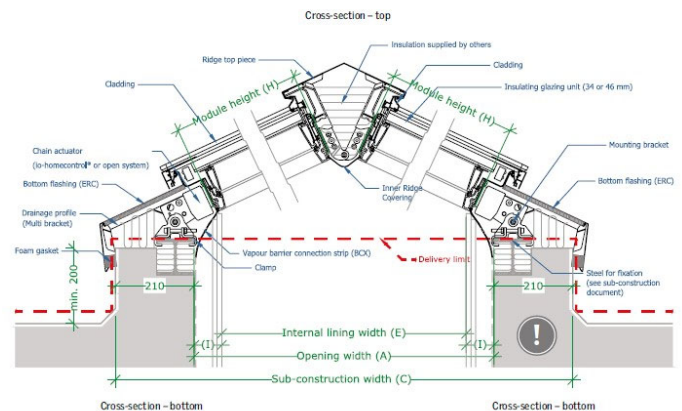 Cross-section – top
Insulation supplied by others
Ridge top piece
Cladding
Cladding
Insulating glazing unit (34 or 46 mm)
Module height (H)
Module height (H)
Chain actuator
(io-homecontrol® or open system)
Mounting bracket
Bottom flashing (ERC)
Bottom flashing (ERC)
Inner Ridge
Covering
Drainage profile
(Multi bracket)
Foam gasket
Vapour barrier connection strip (BCX)
Delivery limit
Clamp
Steel for fixation
(see sub-construction
document)
min. 200
210
210
!
Internal lining width (E)
(I)
(I)
Opening width (A)
Sub-construction width (C)
Cross-section – bottom
Cross-section – bottom